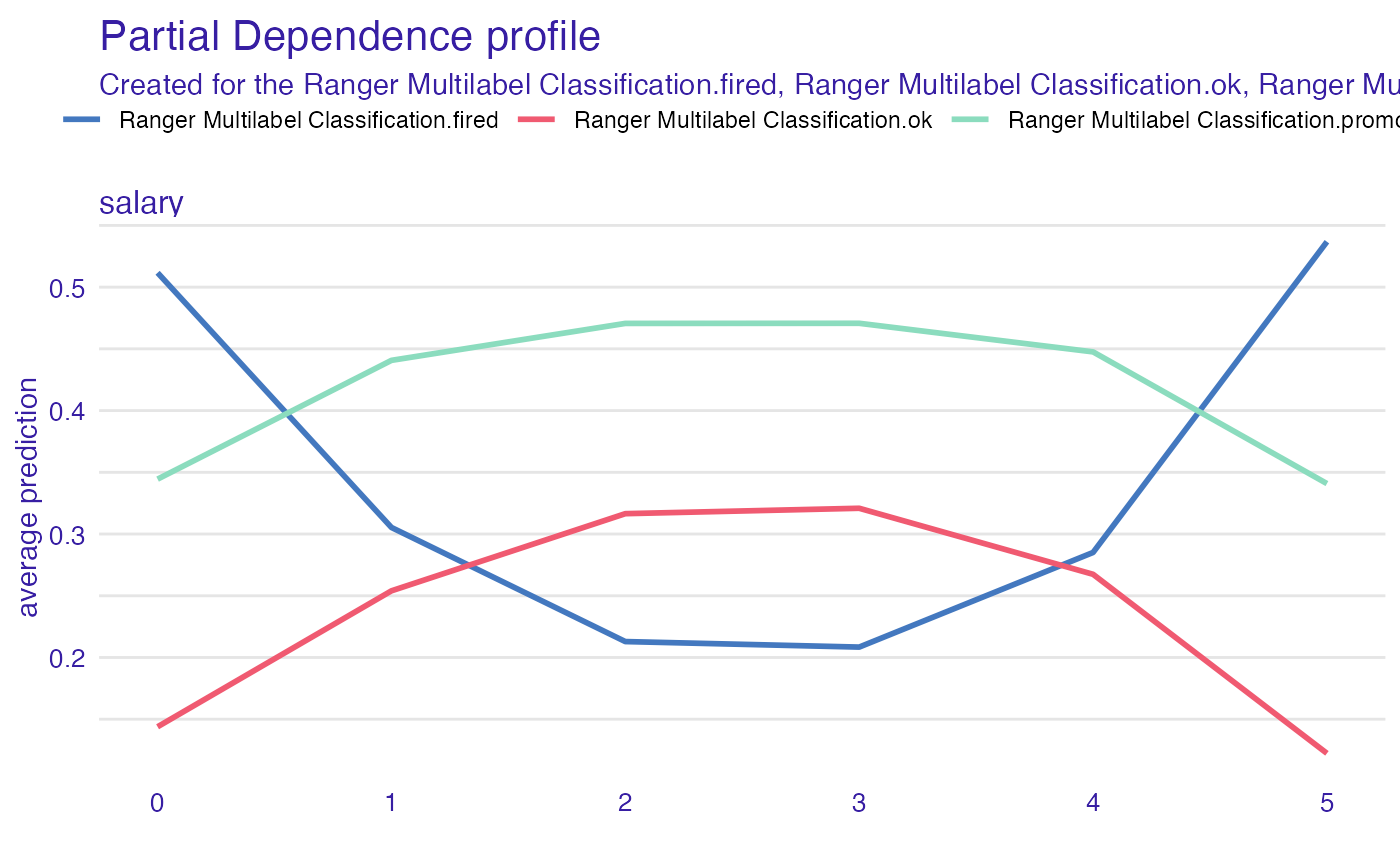 Partial Dependence profile
Created for the Ranger Multilabel Classification.fired, Ranger Multilabel Classification.ok, Ranger Mu
Ranger Multilabel Classification.fired Ranger Multilabel Classification.ok Ranger Multilabel Classification.promo
salary
0.5
0.4
0.3
0.2
average prediction
0 1 2 3 4 5